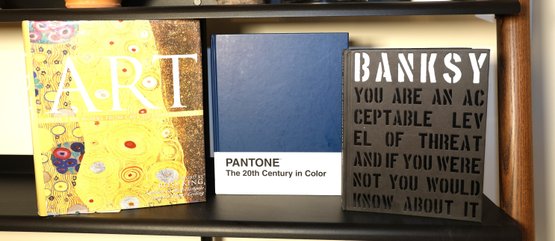 ART
PANTONE
The 20th Century in Color
BANKSY
YOU ARE AN AC
CEPTABLE LEV
EL OF THREAT
AND IF YOU WERE
NOT YOU WOULD
KNOW ABOUT IT